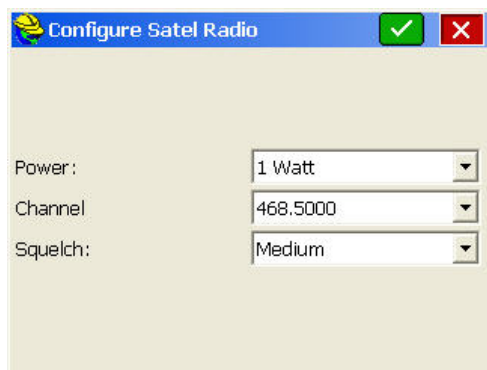 Configure Satel Radio
Power: 1 Watt
Channel 468.5000
Squelch: Medium